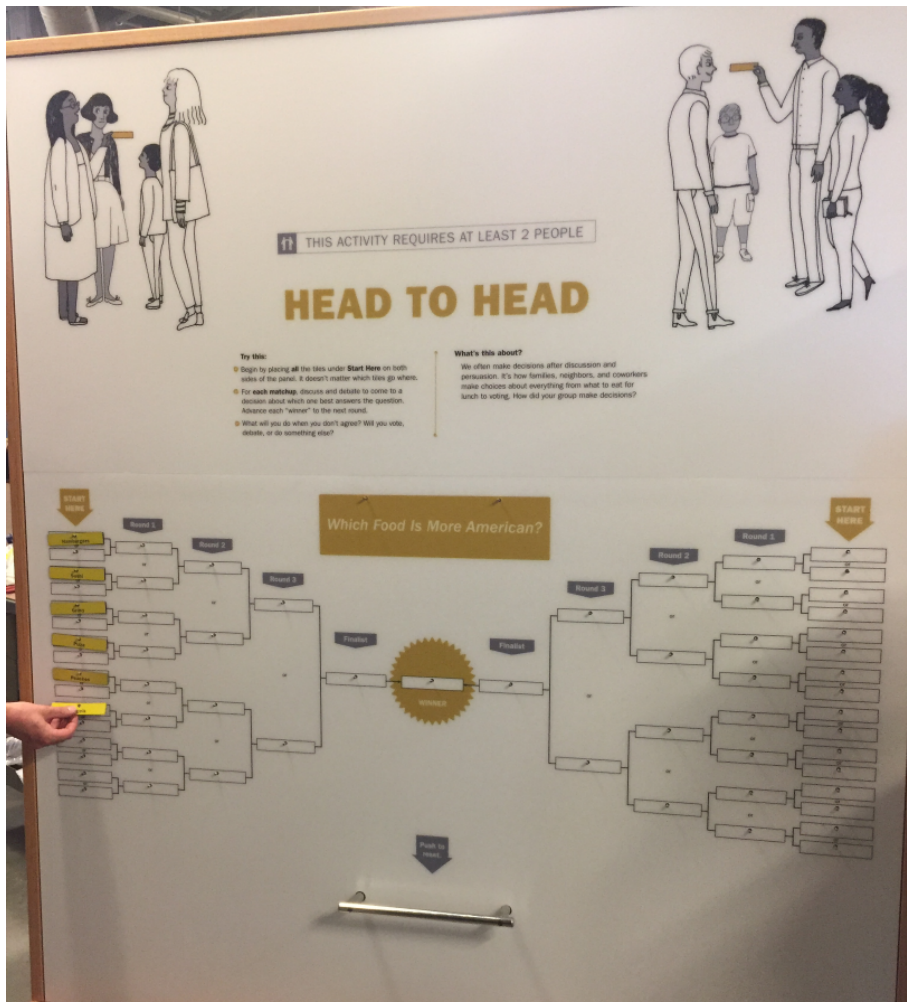 THIS ACTIVITY REQUIRES AT LEAST 2 PEOPLE
HEAD TO HEAD
Try this:
Begin by placing all the tiles under Start Here on both
sides of the panel. It doesn't matter which tiles go where.
For each matchup, discuss and debate to come to a
decision about which one best answers the question.
Advance each "winner" to the next round.
What will you do when you don't agree? Will you vote,
debate, or do something else?
What's this about?
We often make decisions after discussion and
persuasion. It's how families, neighbors, and coworkers
make choices about everything from what to eat for
lunch to voting. How did your group make decisions?
START
HERE
Round 1
Round 2
Round 3
Finalist
Which Food Is More American?
WINNER
Finalist
Round 3
Round 2
Round 1
START
HERE
Push to
reset.